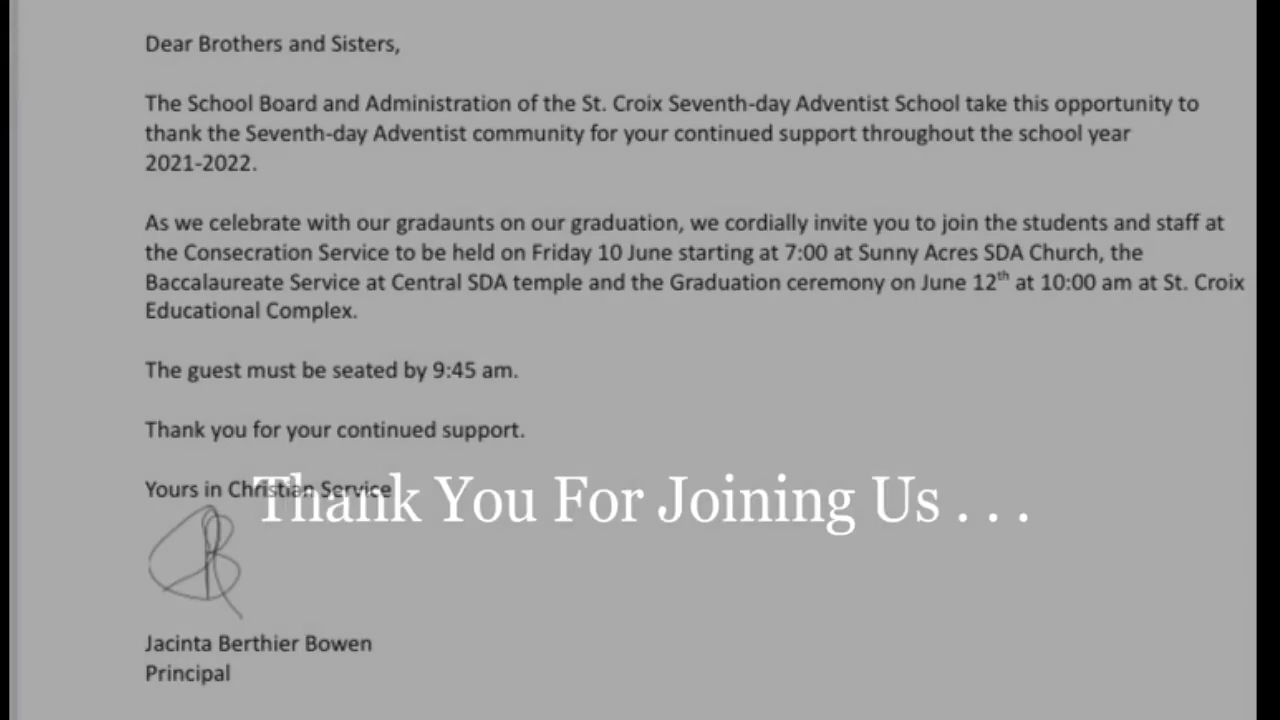 Dear Brothers and Sisters,
The School Board and Administration of the St. Croix Seventh-day Adventist School take this opportunity to
thank the Seventh-day Adventist community for your continued support throughout the school year
2021-2022.
As we celebrate with our gradaunts on our graduation, we cordially invite you to join the students and staff at
the Consecration Service to be held on Friday 10 June starting at 7:00 at Sunny Acres SDA Church, the
Baccalaureate Service at Central SDA temple and the Graduation ceremony on June 12th at 10:00 am at St. Croix
Educational Complex.
The guest must be seated by 9:45 am.
Thank you for your continued support.
Yours in Christian Service
Thank You For Joining Us . . .
Jacinta Berthier Bowen
Principal